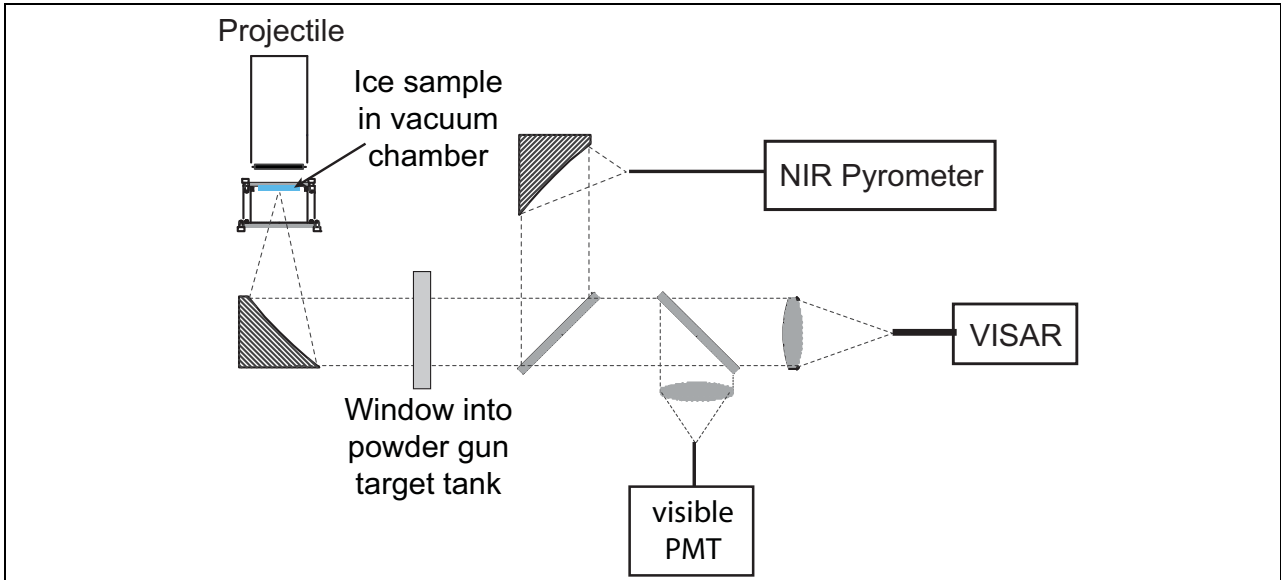 Projectile
Ice sample
in vacuum
chamber
NIR Pyrometer
VISAR
Window into
powder gun
target tank
visible
PMT